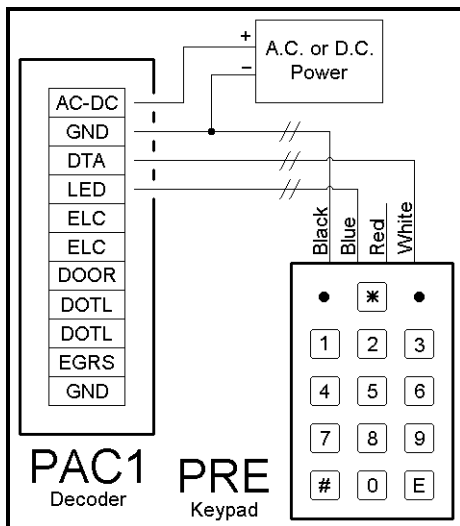 +
A.C. or D.C.
Power
−
AC-DC
GND
DTA
LED
ELC
ELC
DOOR
DOTL
DOTL
EGRS
GND
Black
Blue
Red
White
*
1 2 3
4 5 6
7 8 9
# 0 E
PAC1
Decoder
PRE
Keypad